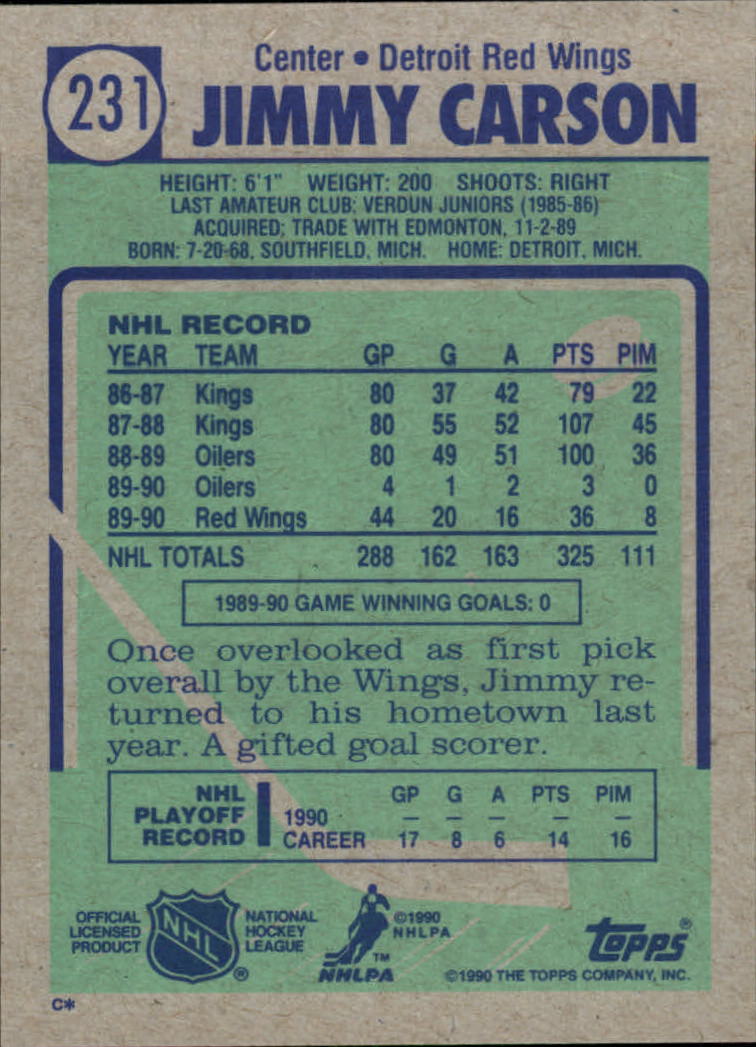 231
Center • Detroit Red Wings
JIMMY CARSON
HEIGHT: 6'1" WEIGHT: 200 SHOOTS: RIGHT
LAST AMATEUR CLUB: VERDUN JUNIORS (1985-86)
ACQUIRED: TRADE WITH EDMONTON, 11-2-89
BORN: 7-20-68, SOUTHFIELD, MICH. HOME: DETROIT, MICH.
NHL RECORD
YEAR TEAM GP G A PTS PIM
86-87 Kings 80 37 42 79 22
87-88 Kings 80 55 52 107 45
88-89 Oilers 80 49 51 100 36
89-90 Oilers 4 1 2 3 0
89-90 Red Wings 44 20 16 36 8
NHL TOTALS 288 162 163 325 111
1989-90 GAME WINNING GOALS: 0
Once overlooked as first pick
overall by the Wings, Jimmy re-
turned to his hometown last
year. A gifted goal scorer.
NHL PLAYOFF RECORD
GP G A PTS PIM
1990 – – – – –
CAREER 17 8 6 14 16
OFFICIAL
LICENSED
PRODUCT
NHL
®
NATIONAL
HOCKEY
LEAGUE
©1990
NHLPA
TM
NHLPA
topps®
©1990 THE TOPPS COMPANY, INC.
C*